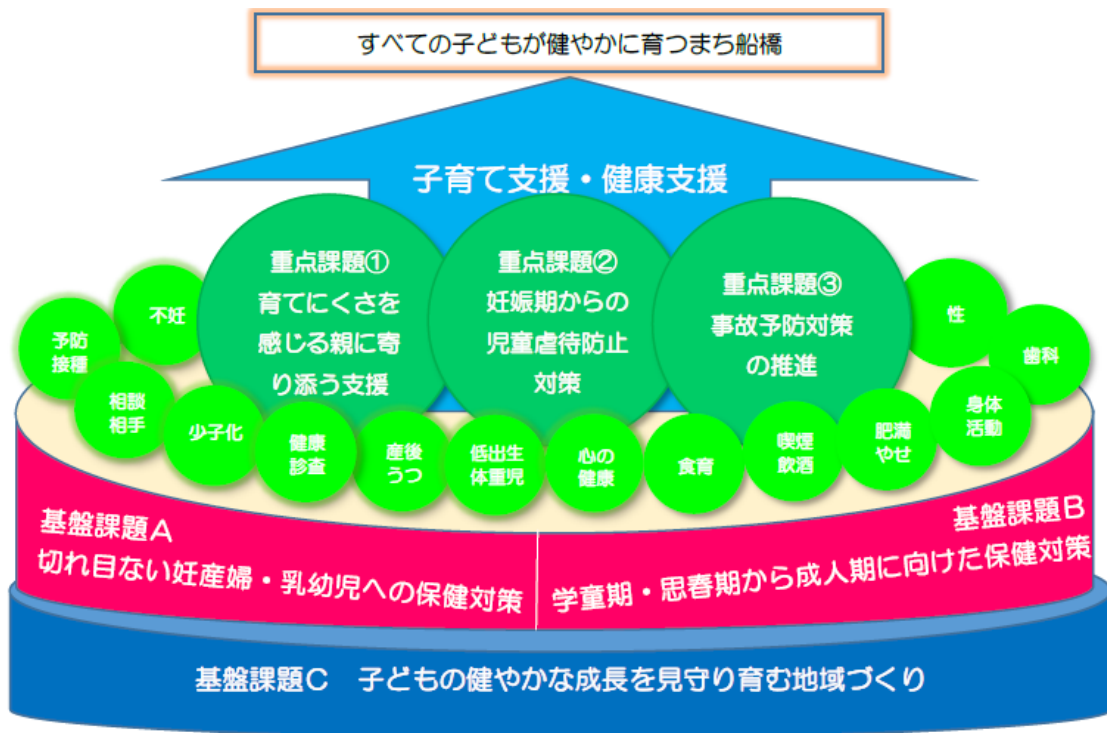 すべての子どもが健やかに育つまち船橋
子育て支援・健康支援
重点課題①
育てにくさを
感じる親に寄
り添う支援
重点課題②
妊娠期からの
児童虐待防止
対策
重点課題③
事故予防対策
の推進
予防
接種
不妊
相談
相手
少子化
健康
診査
産後
うつ
低出生
体重児
心の
健康
食育
喫煙
飲酒
肥満
やせ
身体
活動
歯科
性
基盤課題A
切れ目ない妊産婦・乳幼児への保健対策
基盤課題B
学童期・思春期から成人期に向けた保健対策
基盤課題C　子どもの健やかな成長を見守り育む地域づくり